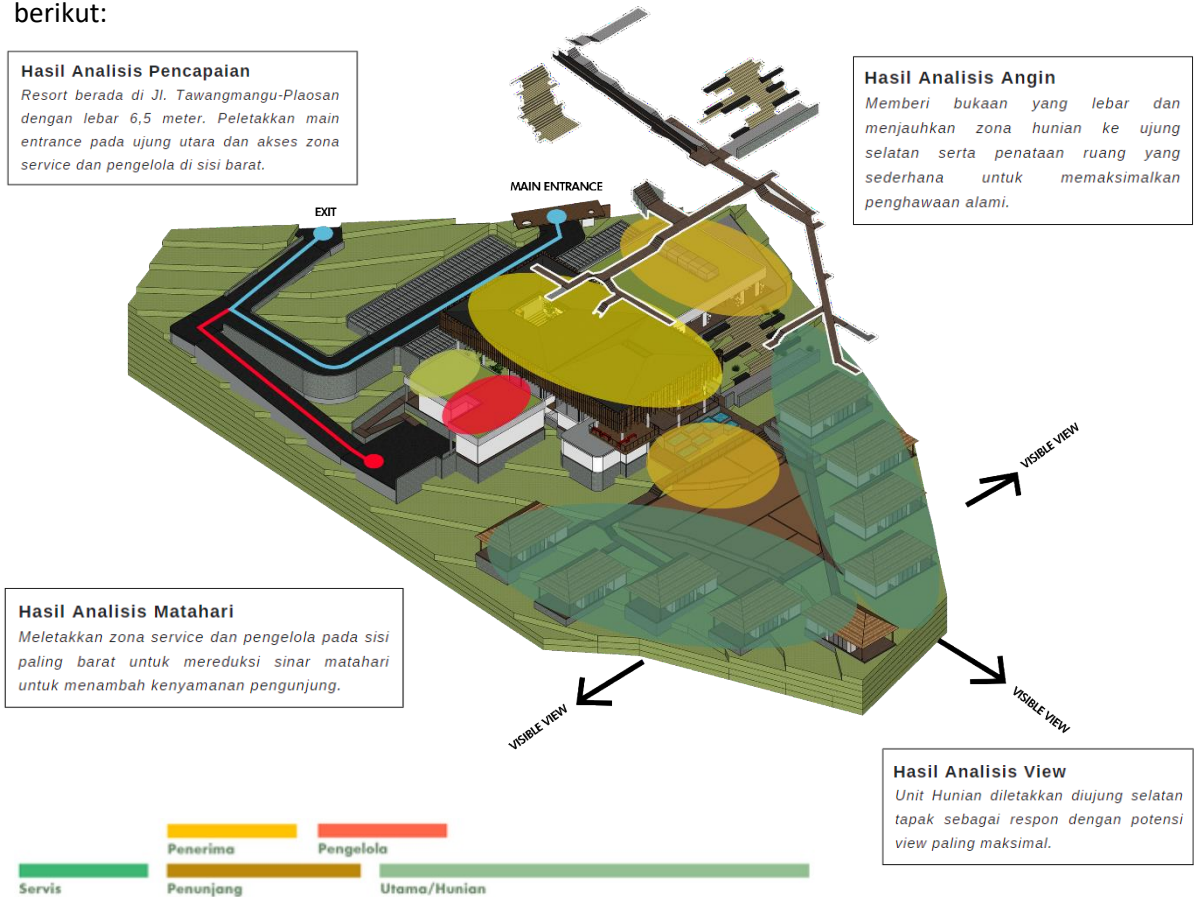 berikut:
Hasil Analisis Pencapaian
Resort berada di Jl. Tawangmangu-Plaosan
dengan lebar 6,5 meter. Peletakkan main
entrance pada ujung utara dan akses zona
service dan pengelola di sisi barat.
Hasil Analisis Angin
Memberi bukaan yang lebar dan
menjauhkan zona hunian ke ujung
selatan serta penataan ruang yang
sederhana untuk memaksimalkan
penghawaan alami.
MAIN ENTRANCE
EXIT
VISIBLE VIEW
Hasil Analisis Matahari
Meletakkan zona service dan pengelola pada sisi
paling barat untuk mereduksi sinar matahari
untuk menambah kenyamanan pengunjung.
VISIBLE VIEW
VISIBLE VIEW
Hasil Analisis View
Unit Hunian diletakkan diujung selatan
tapak sebagai respon dengan potensi
view paling maksimal.
Penerima
Pengelola
Servis
Penunjang
Utama/Hunian